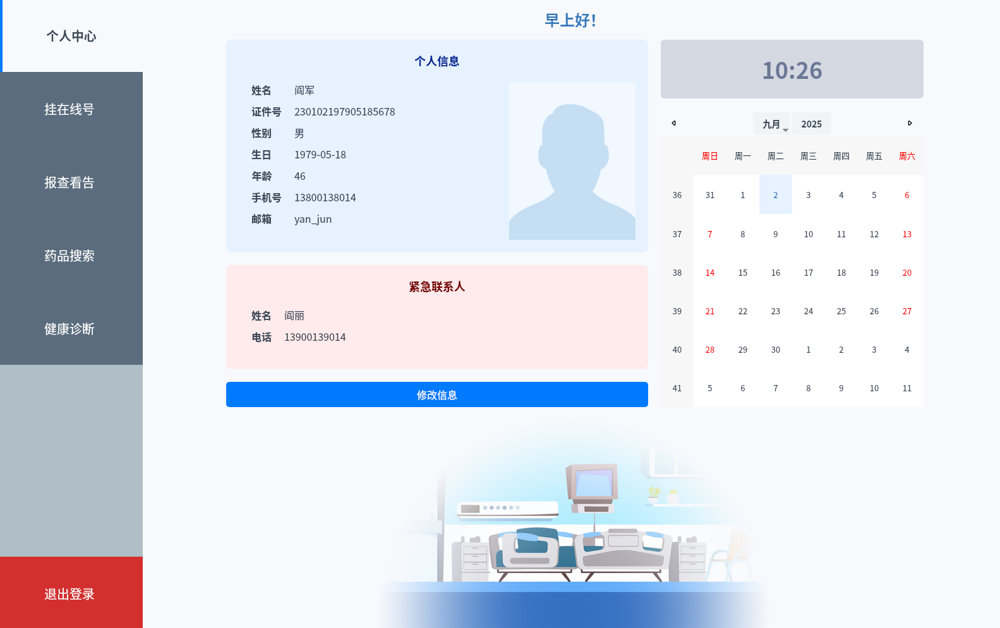 个人中心
挂在线号
报查看告
药品搜索
健康诊断
退出登录
早上好！
个人信息
姓名 阎军
证件号 230102197905185678
性别 男
生日 1979-05-18
年龄 46
手机号 13800138014
邮箱 yan_jun
紧急联系人
姓名 阎丽
电话 13900139014
修改信息
10:26
九月 2025
周日 周一 周二 周三 周四 周五 周六
36 31 1 2 3 4 5 6
37 7 8 9 10 11 12 13
38 14 15 16 17 18 19 20
39 21 22 23 24 25 26 27
40 28 29 30 1 2 3 4
41 5 6 7 8 9 10 11